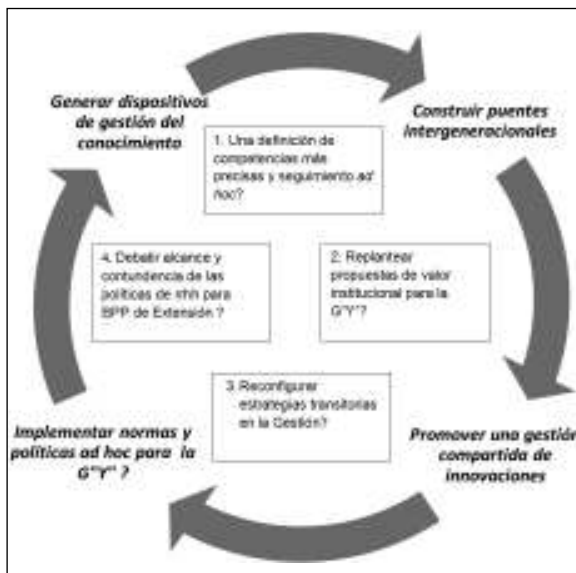 Generar dispositivos
de gestión del
conocimiento
Construir puentes
intergeneracionales
1. Una definición de
competencias más
precisas y seguimiento ad
hoc?
4. Debatir alcance y
contundencia de las
políticas de rrhh para
BPP de Extensión ?
2. Replantear
propuestas de valor
institucional para la
G"Y"?
3. Reconfigurar
estrategias transitorias
en la Gestión?
Implementar normas y
políticas ad hoc para la
G"Y" ?
Promover una gestión
compartida de
innovaciones